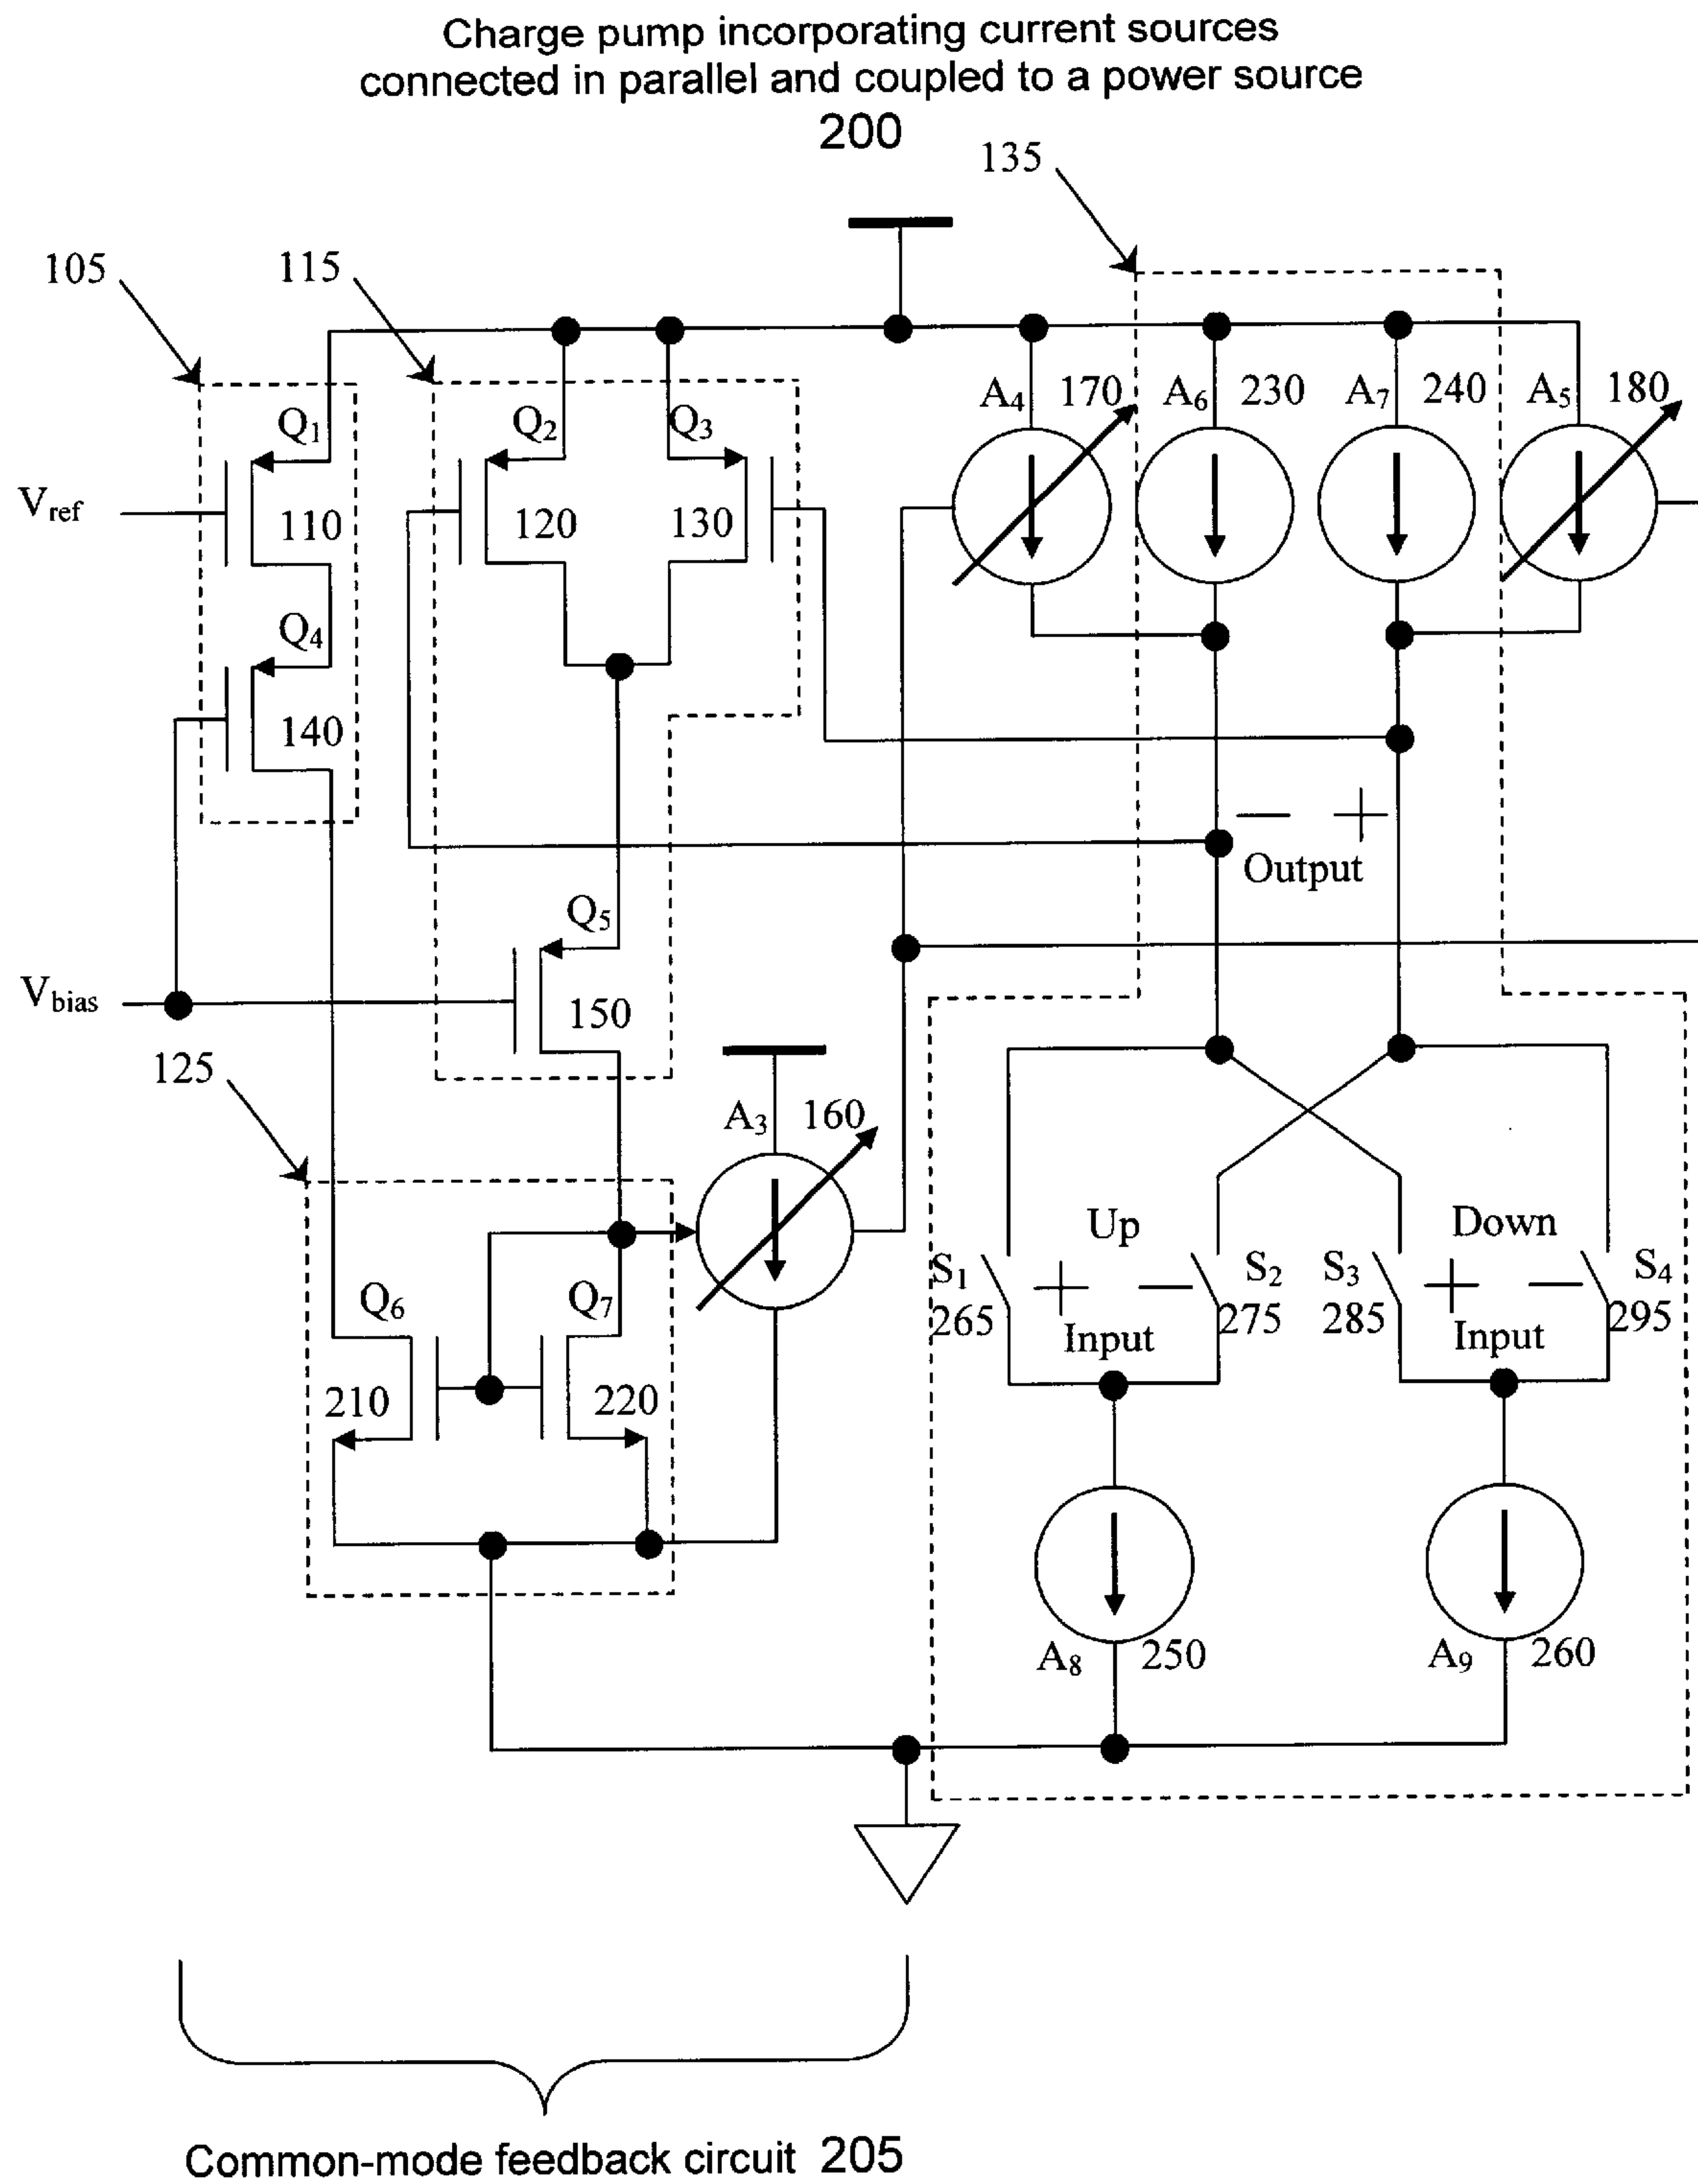 Charge pump incorporating current sources
connected in parallel and coupled to a power source
200
135
105
115
A4 170
A6 230
A7 240
A5 180
Q1
Q2
Q3
Vref
110
120
130
Q4
140
− +
Output
Q5
Vbias
150
125
A3 160
Up
Down
S1
265
+ −
Input
S2
275
S3
285
+ −
Input
S4
295
Q6
Q7
210
220
A8 250
A9 260
Common-mode feedback circuit 205